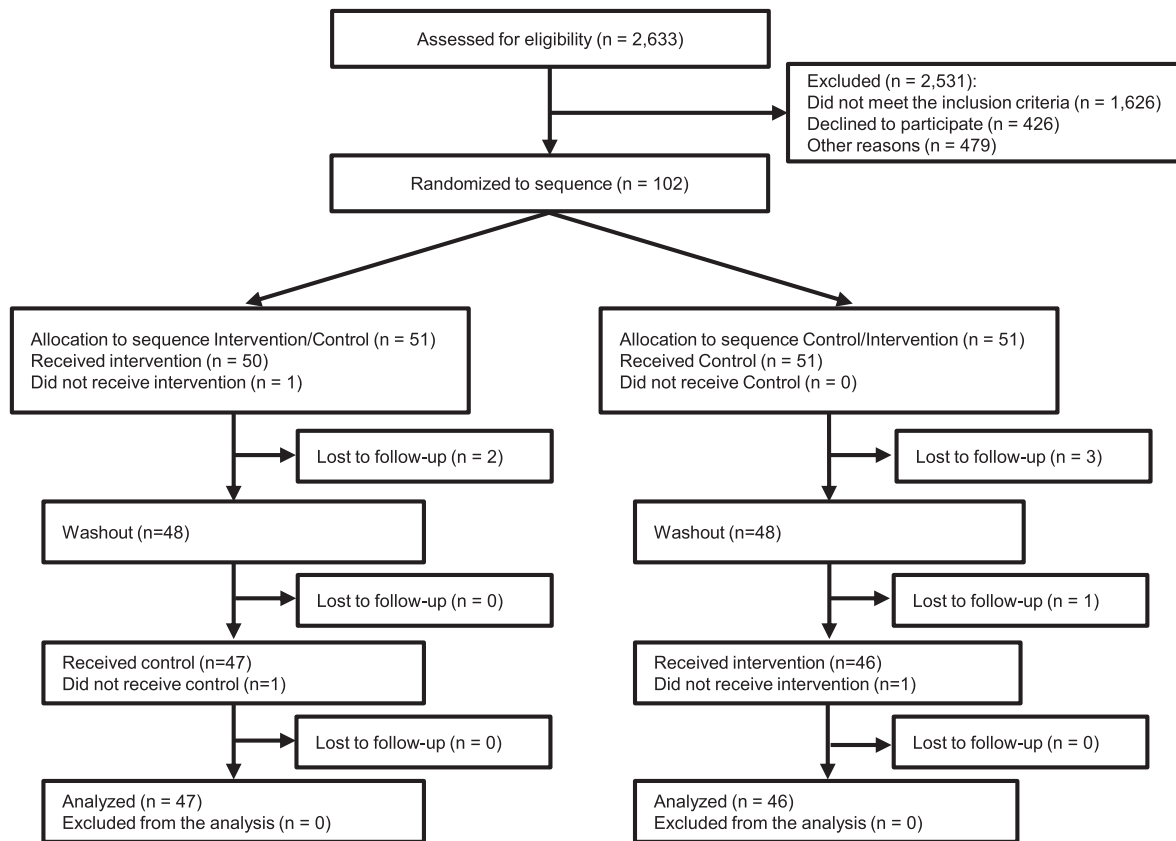 Assessed for eligibility (n = 2,633)
Excluded (n = 2,531):
Did not meet the inclusion criteria (n = 1,626)
Declined to participate (n = 426)
Other reasons (n = 479)
Randomized to sequence (n = 102)
Allocation to sequence Intervention/Control (n = 51)
Received intervention (n = 50)
Did not receive intervention (n = 1)
Allocation to sequence Control/Intervention (n = 51)
Received Control (n = 51)
Did not receive Control (n = 0)
Lost to follow-up (n = 2)
Lost to follow-up (n = 3)
Washout (n=48)
Washout (n=48)
Lost to follow-up (n = 0)
Lost to follow-up (n = 1)
Received control (n=47)
Did not receive control (n=1)
Received intervention (n=46)
Did not receive intervention (n=1)
Lost to follow-up (n = 0)
Lost to follow-up (n = 0)
Analyzed (n = 47)
Excluded from the analysis (n = 0)
Analyzed (n = 46)
Excluded from the analysis (n = 0)